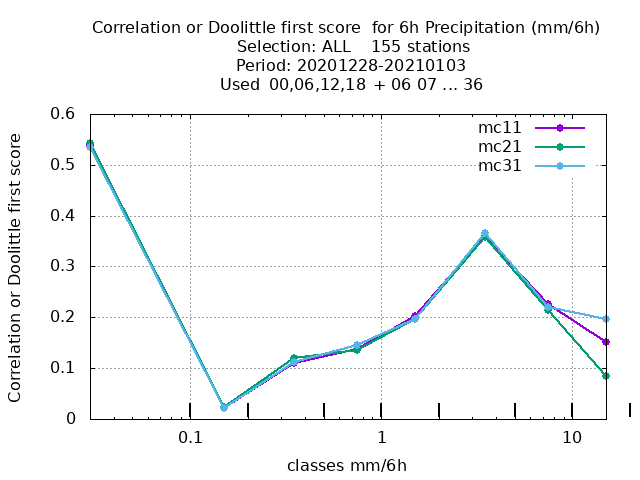 Correlation or Doolittle first score  for 6h Precipitation (mm/6h)
Selection: ALL    155 stations
Period: 20201228-20210103
Used  00,06,12,18  + 06 07 ... 36
mc11
mc21
mc31
Correlation or Doolittle first score
0.6
0.5
0.4
0.3
0.2
0.1
0
0.1
1
10
classes mm/6h